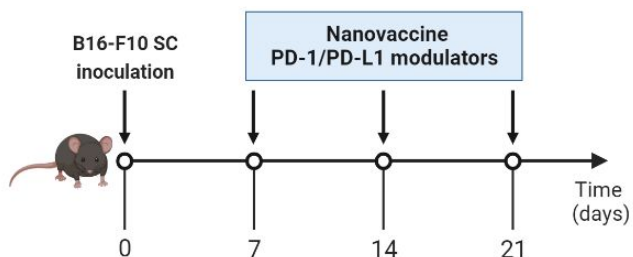 B16-F10 SC
inoculation
Nanovaccine
PD-1/PD-L1 modulators
Time
(days)
0
7
14
21